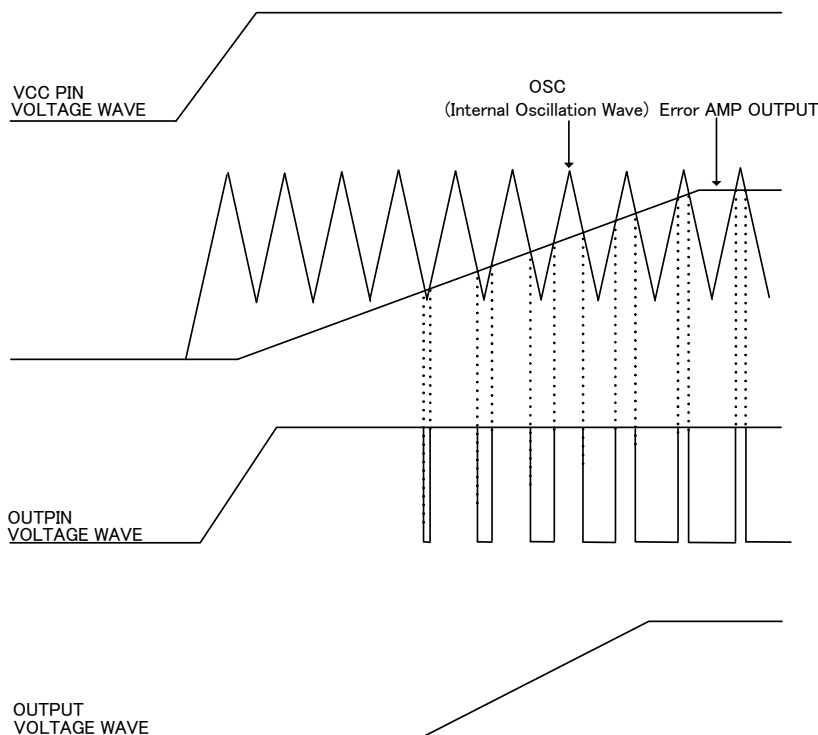 VCC PIN
VOLTAGE WAVE
OSC
(Internal Oscillation Wave) Error AMP OUTPUT
OUTPIN
VOLTAGE WAVE
OUTPUT
VOLTAGE WAVE